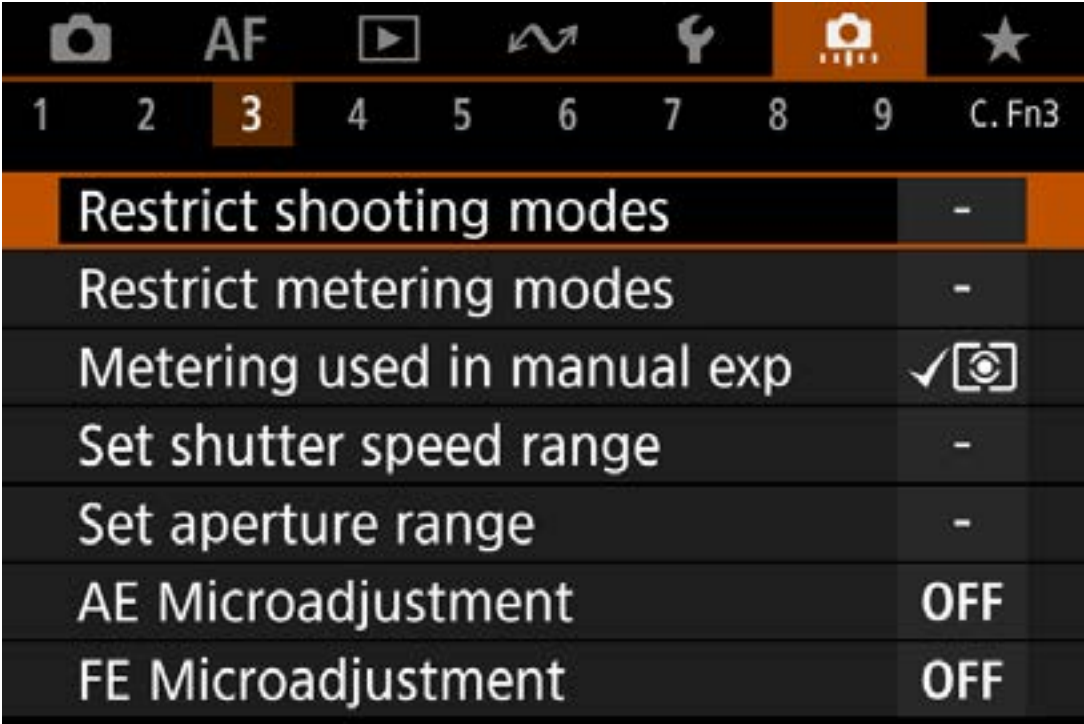 AF
1 2 3 4 5 6 7 8 9 C.Fn3
Restrict shooting modes -
Restrict metering modes -
Metering used in manual exp
Set shutter speed range -
Set aperture range -
AE Microadjustment OFF
FE Microadjustment OFF